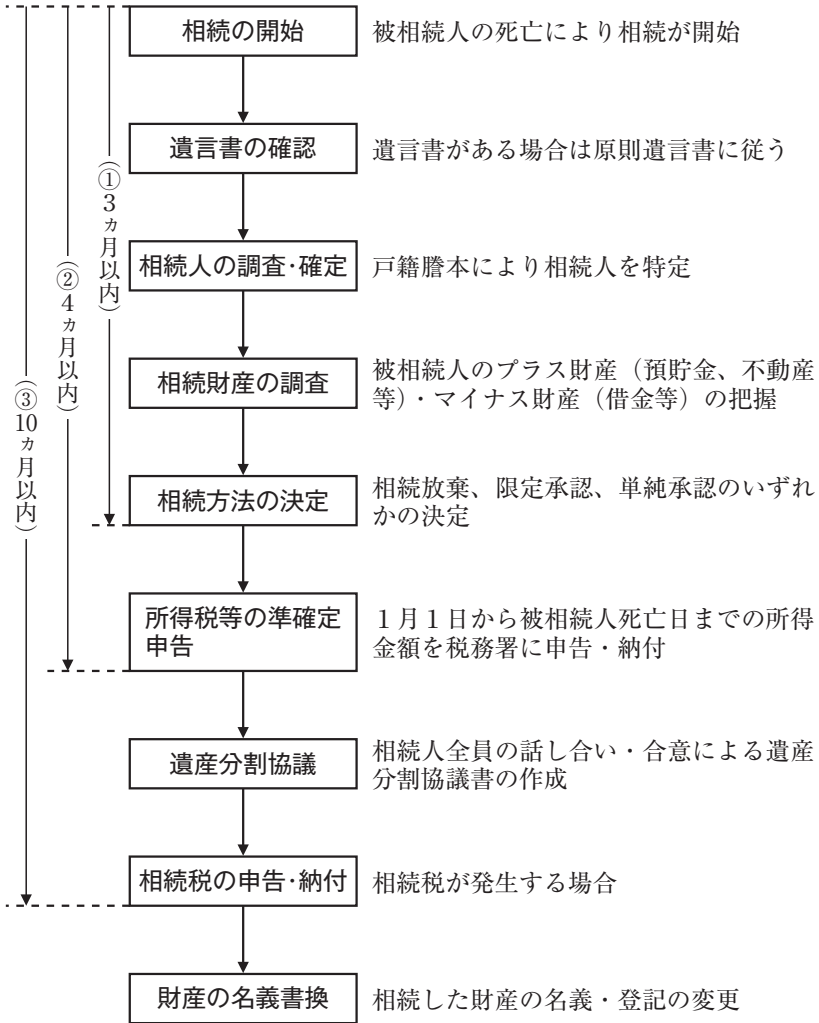 相続の開始
被相続人の死亡により相続が開始
遺言書の確認
遺言書がある場合は原則遺言書に従う
(①3ヵ月以内)
相続人の調査・確定
戸籍謄本により相続人を特定
(②4ヵ月以内)
相続財産の調査
被相続人のプラス財産（預貯金、不動産
等）・マイナス財産（借金等）の把握
(③10ヵ月以内)
相続方法の決定
相続放棄、限定承認、単純承認のいずれ
かの決定
所得税等の準確定
申告
1月1日から被相続人死亡日までの所得
金額を税務署に申告・納付
遺産分割協議
相続人全員の話し合い・合意による遺産
分割協議書の作成
相続税の申告・納付
相続税が発生する場合
財産の名義書換
相続した財産の名義・登記の変更